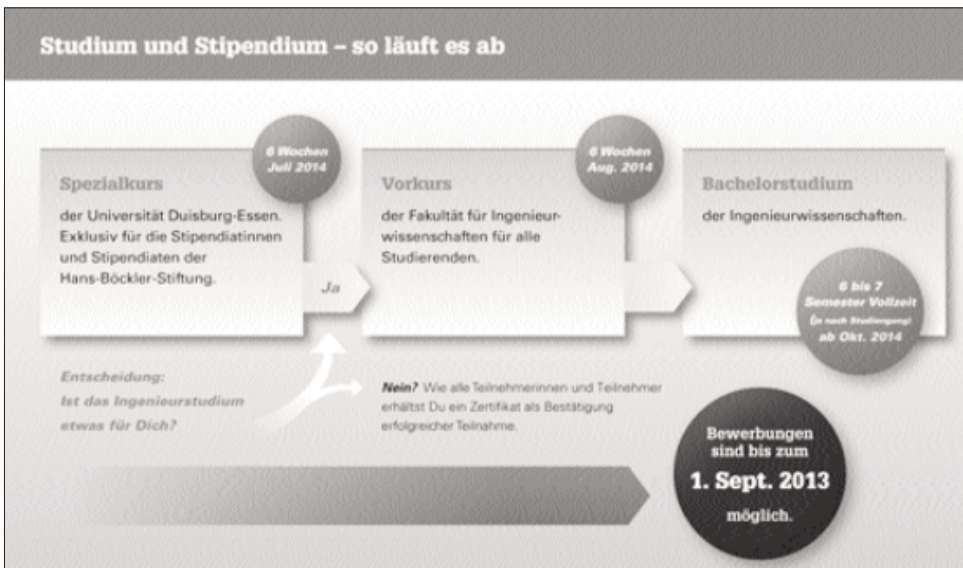 Studium und Stipendium – so läuft es ab
6 Wochen
Juli 2014
Spezialkurs
der Universität Duisburg-Essen.
Exklusiv für die Stipendiatinnen
und Stipendiaten der
Hans-Böckler-Stiftung.
Ja
6 Wochen
Aug. 2014
Vorkurs
der Fakultät für Ingenieur-
wissenschaften für alle
Studierenden.
Bachelorstudium
der Ingenieurwissenschaften.
6 bis 7
Semester Vollzeit
(je nach Studiengang)
ab Okt. 2014
Entscheidung:
Ist das Ingenieurstudium
etwas für Dich?
Nein? Wie alle Teilnehmerinnen und Teilnehmer
erhältst Du ein Zertifikat als Bestätigung
erfolgreicher Teilnahme.
Bewerbungen
sind bis zum
1. Sept. 2013
möglich.